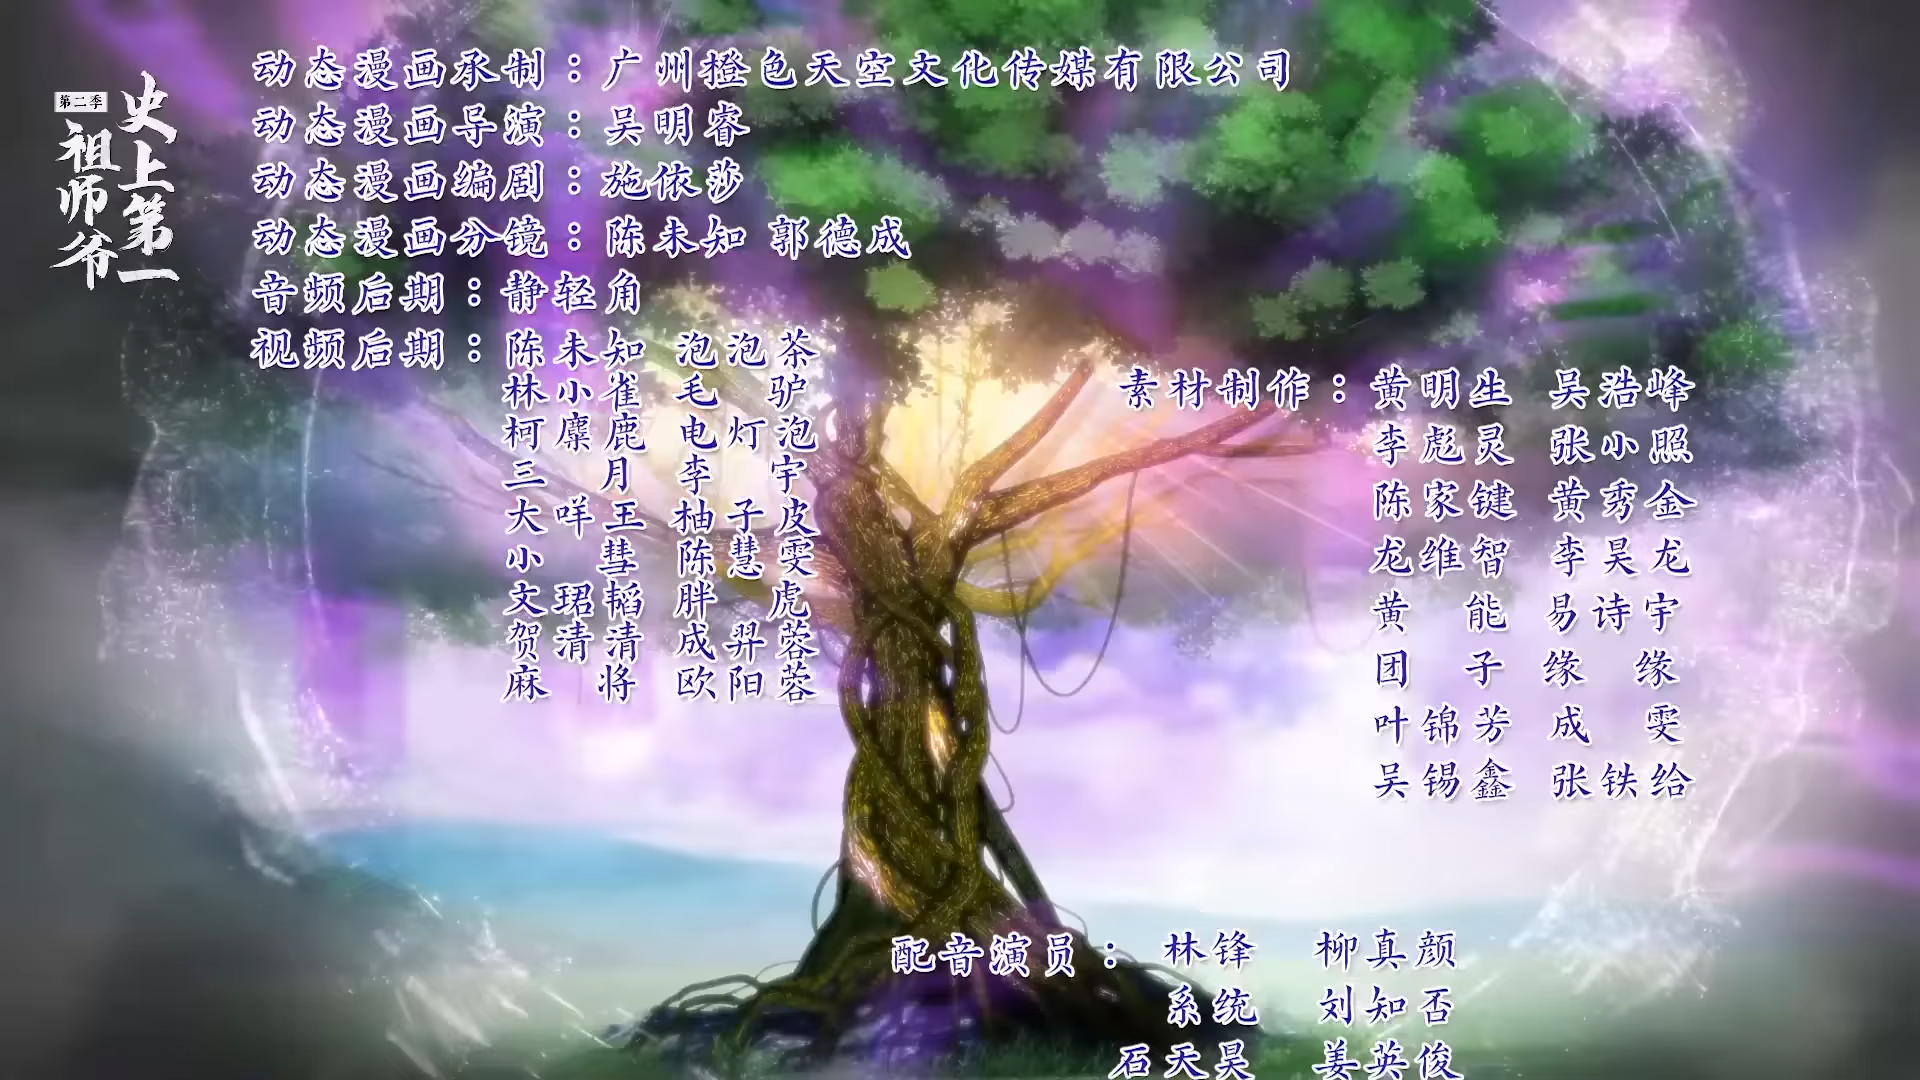 第二季
史上第一
祖师爷
动态漫画承制：广州橙色天空文化传媒有限公司
动态漫画导演：吴明睿
动态漫画编剧：施依莎
动态漫画分镜：陈未知 郭德成
音频后期：静轻角
视频后期：陈未知 泡泡茶
林小雀 毛驴
柯麇鹿 电灯泡
三月 李宇
大咩王 柚子皮
小彗 陈慧雯
文珺韬 胖虎
贺清清 成羿蓉
麻将 欧阳蓉
素材制作：黄明生 吴浩峰
李彪灵 张小照
陈家键 黄秀金
龙维智 李昊龙
黄能 易诗宇
团子 缘缘
叶锦芳 成雯
吴锡鑫 张铁给
配音演员：林锋 柳真颜
系统 刘知否
石天昊 姜英俊